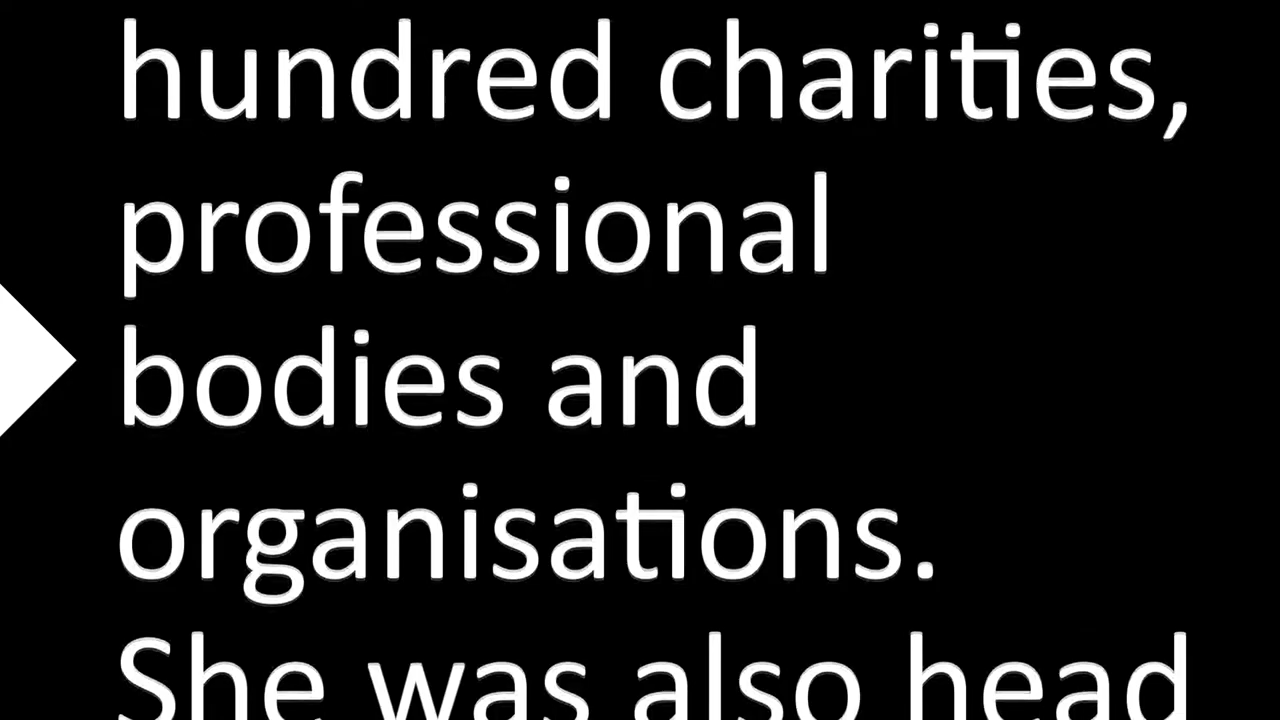 hundred charities,
professional
bodies and
organisations.
She was also head